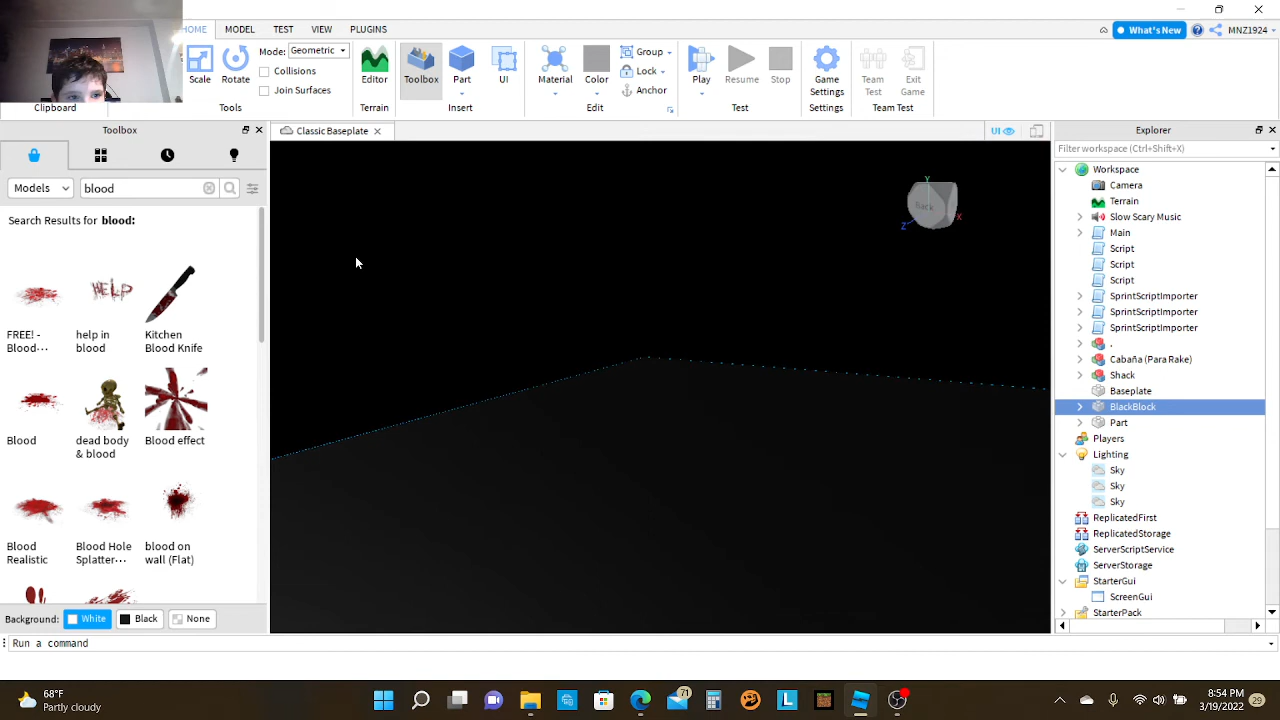 HOME MODEL TEST VIEW PLUGINS
What's New MNZ1924
Scale Rotate Mode: Geometric
Collisions
Join Surfaces
Editor Toolbox Part UI Material Color Group Lock Anchor Play Resume Stop Game Settings Team Test Exit Game
Clipboard Tools Terrain Insert Edit Test Settings Team Test
Toolbox
Classic Baseplate
UI
Explorer
Filter workspace (Ctrl+Shift+X)
Models blood
Search Results for blood:
FREE! - Blood... help in blood Kitchen Blood Knife
Blood dead body & blood Blood effect
HELP
Blood Realistic Blood Hole Splatter... blood on wall (Flat)
Background: White Black None
Back
Y
X
Z
Workspace
Camera
Terrain
Slow Scary Music
Main
Script
Script
Script
SprintScriptImporter
SprintScriptImporter
SprintScriptImporter
.
Cabaña (Para Rake)
Shack
Baseplate
BlackBlock
Part
Players
Lighting
Sky
Sky
Sky
ReplicatedFirst
ReplicatedStorage
ServerScriptService
ServerStorage
StarterGui
ScreenGui
StarterPack
Run a command
68°F
Partly cloudy
71
L
8:54 PM
3/19/2022
29